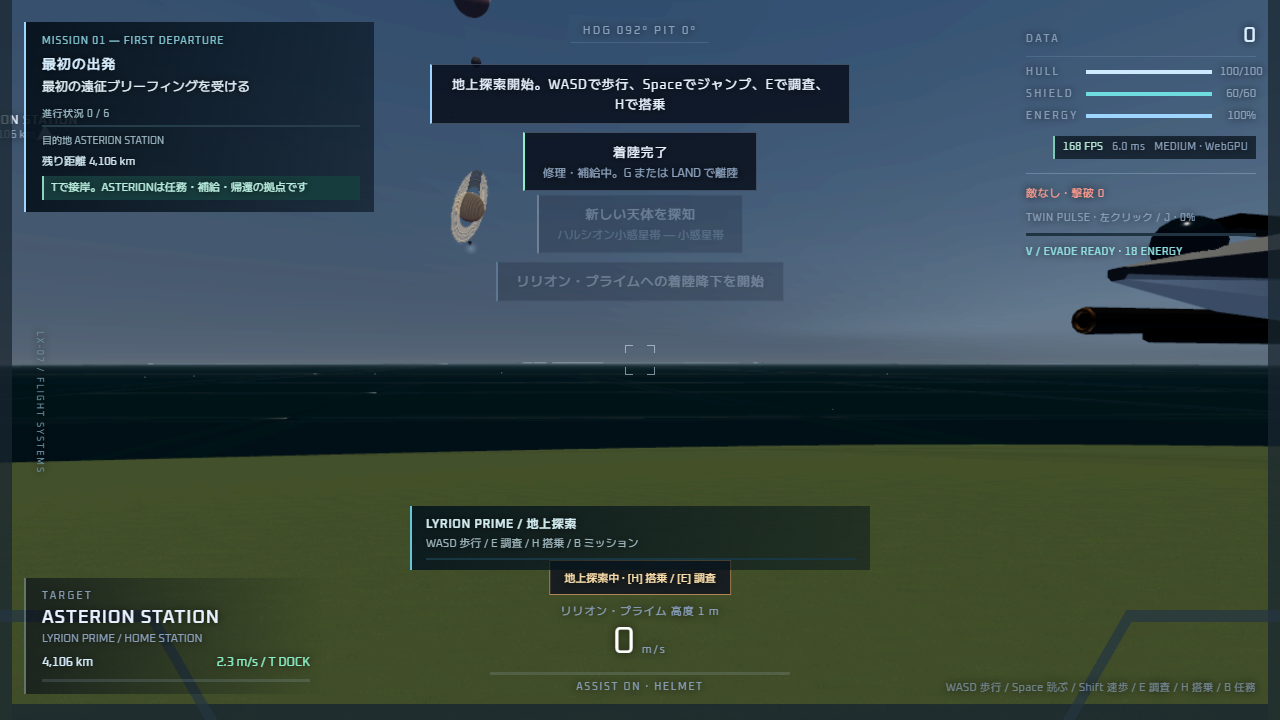 MISSION 01 — FIRST DEPARTURE
最初の出発
最初の遠征ブリーフィングを受ける
進行状況 0 / 6
目的地 ASTERION STATION
残り距離 4,106 km
Tで接岸。ASTERIONは任務・補給・帰還の拠点です
HDG 092° PIT 0°
地上探索開始。WASDで歩行、Spaceでジャンプ、Eで調査、
Hで搭乗
着陸完了
修理・補給中。G または LAND で離陸
新しい天体を探知
ハルシオン小惑星帯 — 小惑星帯
リリオン・プライムへの着陸降下を開始
DATA 0
HULL 100/100
SHIELD 60/60
ENERGY 100%
168 FPS 6.0 ms MEDIUM · WebGPU
敵なし・撃破 0
TWIN PULSE · 左クリック / J · 0%
V / EVADE READY · 18 ENERGY
LX-07 / FLIGHT SYSTEMS
LYRION PRIME / 地上探索
WASD 歩行 / E 調査 / H 搭乗 / B ミッション
地上探索中 · [H] 搭乗 / [E] 調査
リリオン・プライム 高度 1 m
0 m/s
ASSIST ON · HELMET
TARGET
ASTERION STATION
LYRION PRIME / HOME STATION
4,106 km 2.3 m/s / T DOCK
WASD 歩行 / Space 跳ぶ / Shift 速歩 / E 調査 / H 搭乗 / B 任務